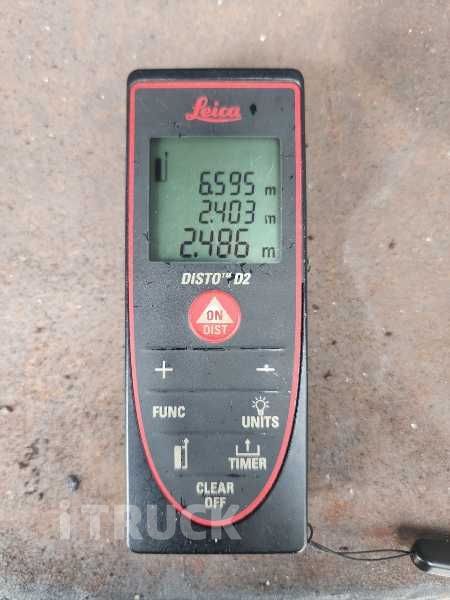 Leica
6.595 m
2.403 m
2.486 m
DISTO™ D2
ON
DIST
+ -
FUNC
UNITS
TIMER
CLEAR
OFF
iTRUCK